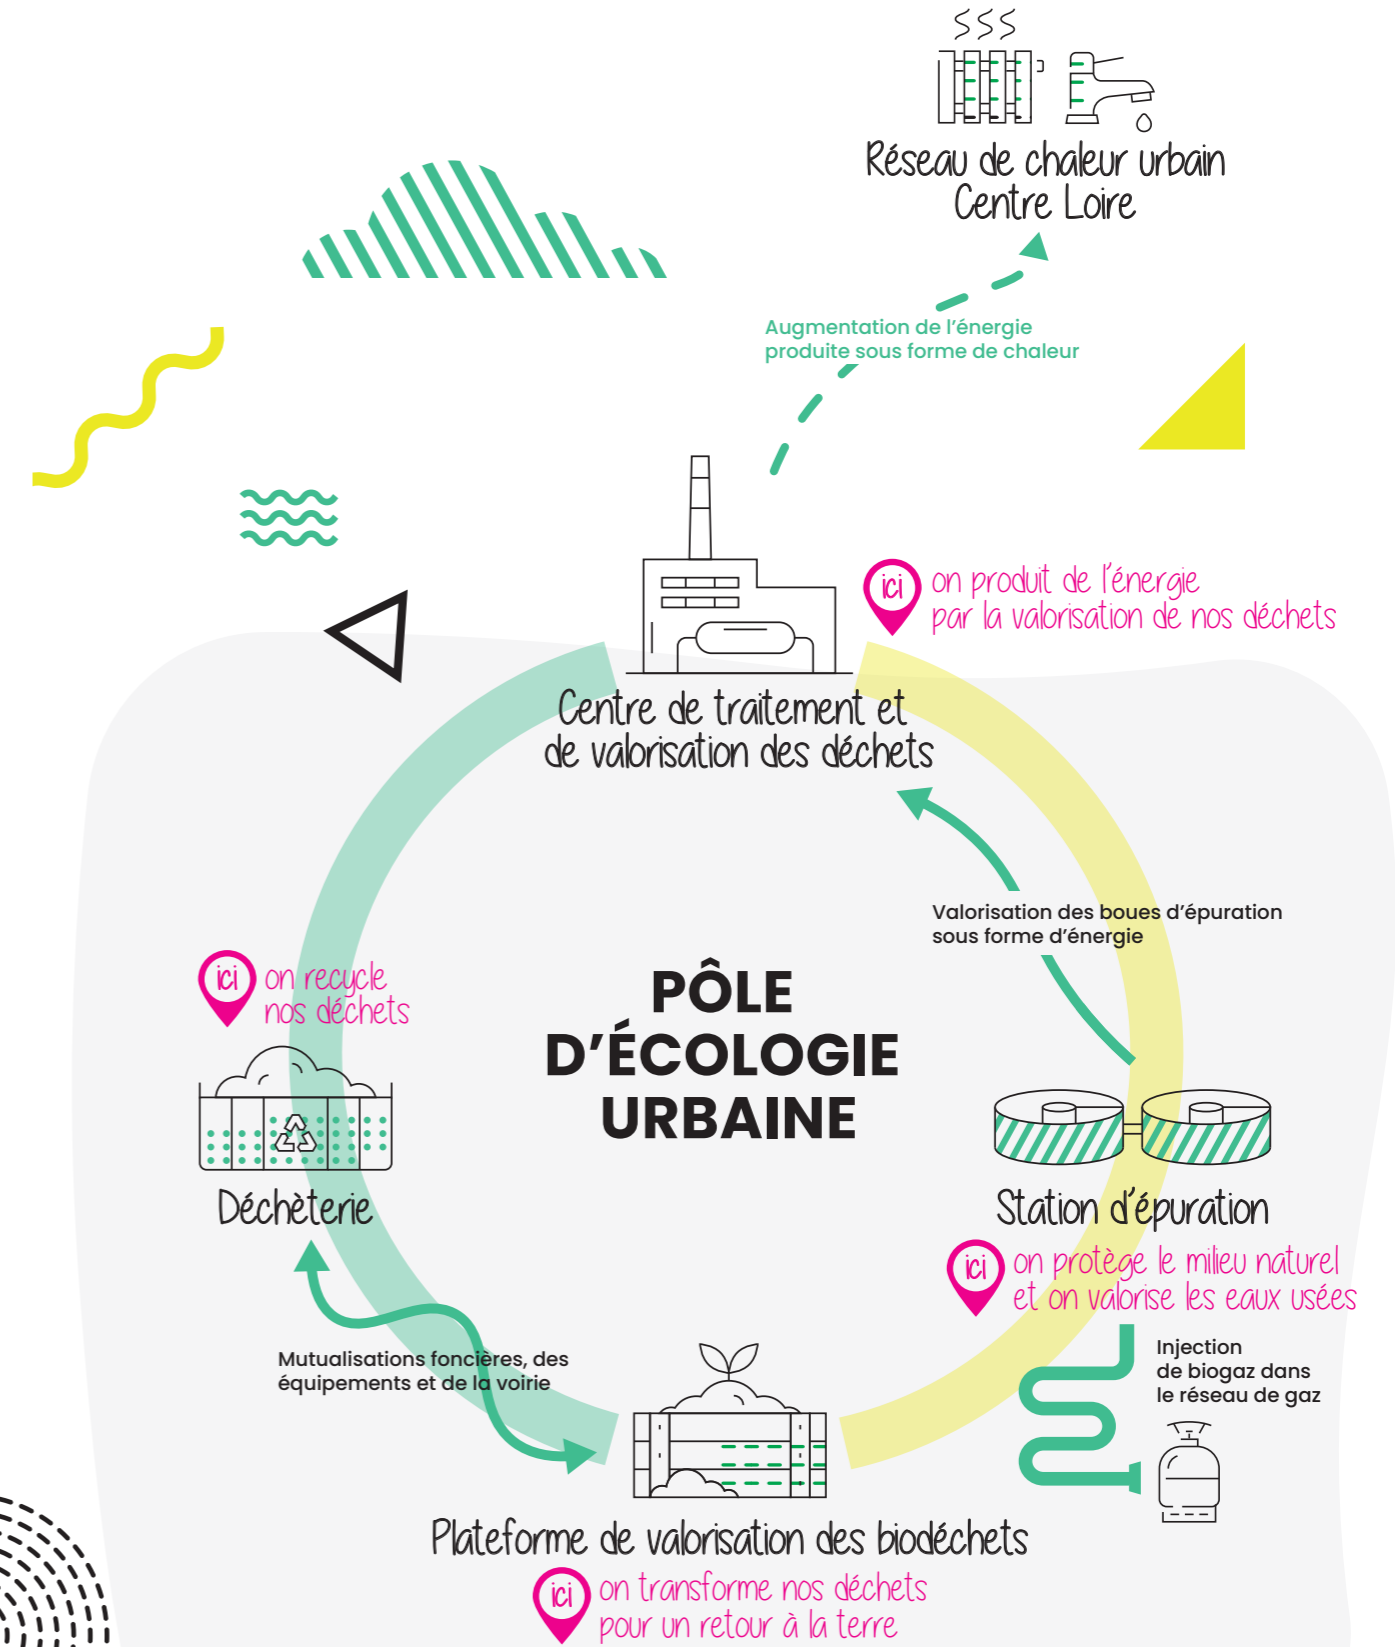 Réseau de chaleur urbain
Centre Loire
Augmentation de l’énergie
produite sous forme de chaleur
ici
on produit de l’énergie
par la valorisation de nos déchets
Centre de traitement et
de valorisation des déchets
Valorisation des boues d’épuration
sous forme d’énergie
ici
on recycle
nos déchets
PÔLE
D’ÉCOLOGIE
URBAINE
Déchèterie
Station d’épuration
ici
on protège le milieu naturel
et on valorise les eaux usées
Mutualisations foncières, des
équipements et de la voirie
Injection
de biogaz dans
le réseau de gaz
Plateforme de valorisation des biodéchets
ici
on transforme nos déchets
pour un retour à la terre